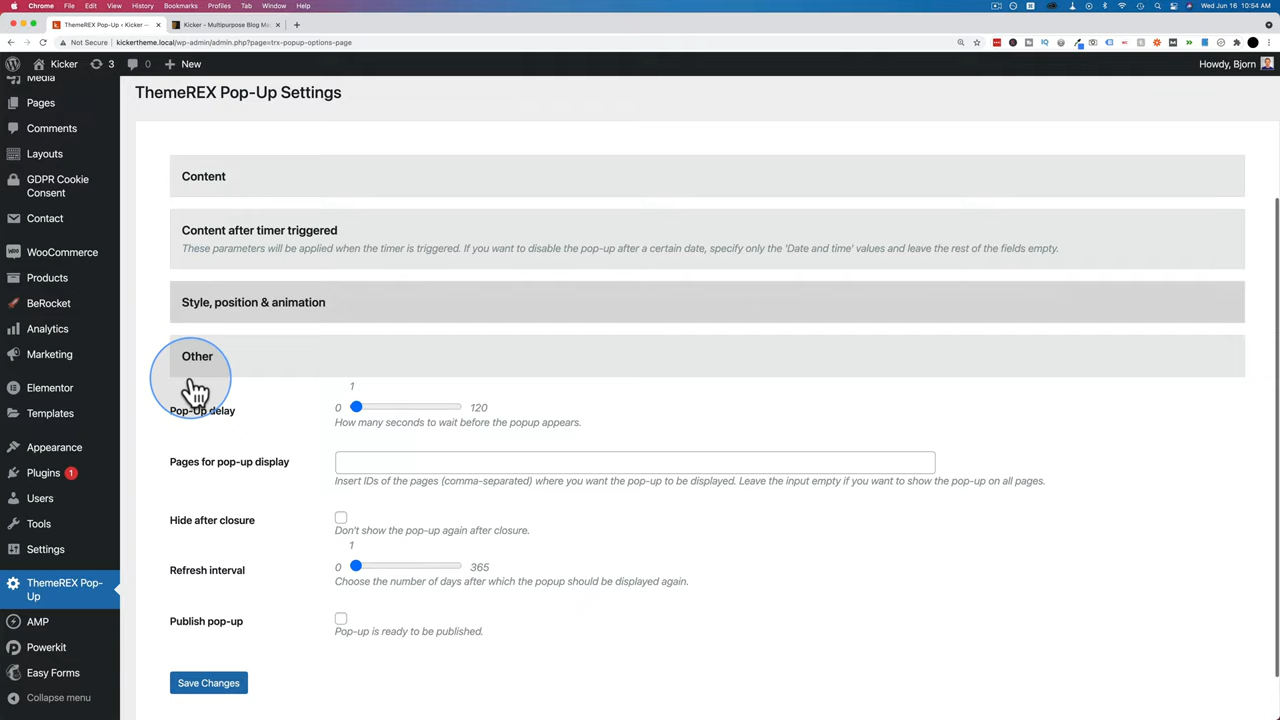 Chrome File Edit View History Bookmarks Profiles Tab Window Help
Wed Jun 16 10:54 AM
ThemeREX Pop-Up ‹ Kicker —
Kicker - Multipurpose Blog Ma
Not Secure kickertheme.local/wp-admin/admin.php?page=trx-popup-options-page
Kicker 3 0 New
Howdy, Bjorn
Media
Pages
Comments
Layouts
GDPR Cookie
Consent
Contact
WooCommerce
Products
BeRocket
Analytics
Marketing
Elementor
Templates
Appearance
Plugins 1
Users
Tools
Settings
ThemeREX Pop-
Up
AMP
Powerkit
Easy Forms
Collapse menu
ThemeREX Pop-Up Settings
Content
Content after timer triggered
These parameters will be applied when the timer is triggered. If you want to disable the pop-up after a certain date, specify only the 'Date and time' values and leave the rest of the fields empty.
Style, position & animation
Other
1
Pop-Up delay
0 120
How many seconds to wait before the popup appears.
Pages for pop-up display
Insert IDs of the pages (comma-separated) where you want the pop-up to be displayed. Leave the input empty if you want to show the pop-up on all pages.
Hide after closure
Don't show the pop-up again after closure.
1
Refresh interval
0 365
Choose the number of days after which the popup should be displayed again.
Publish pop-up
Pop-up is ready to be published.
Save Changes